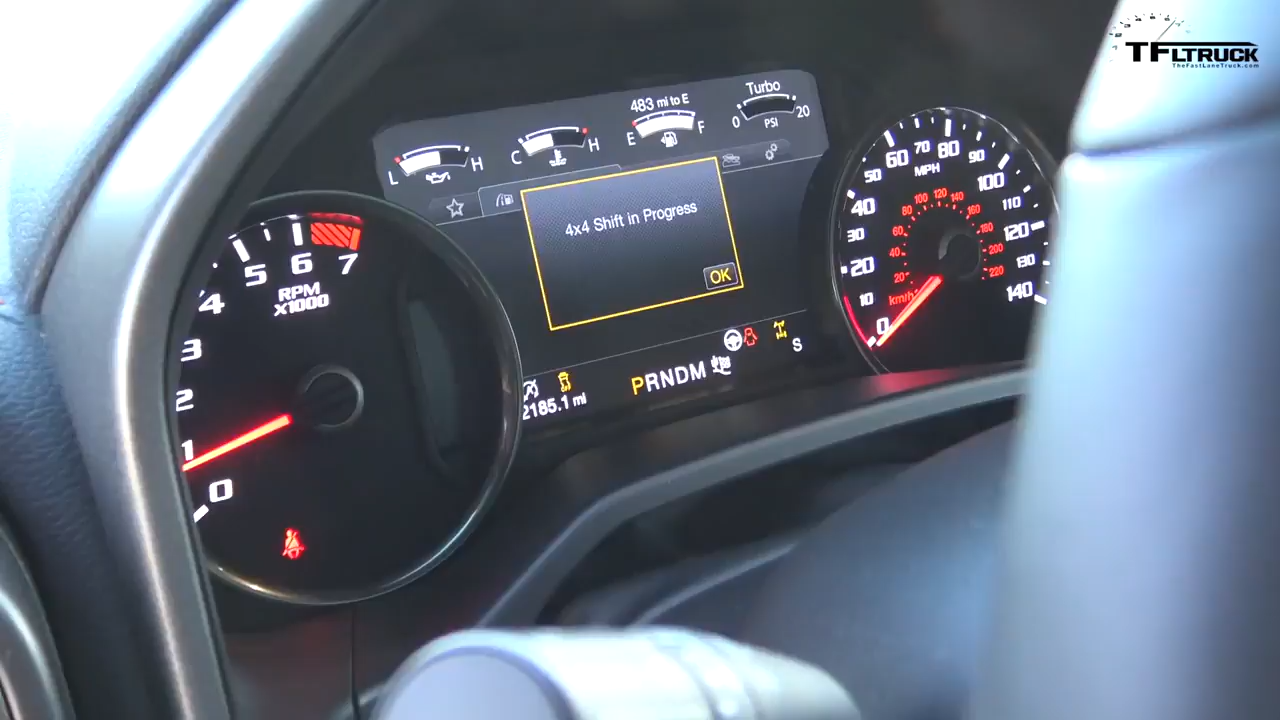 TFLTRUCK
TheFastLaneTruck.com
483 mi to E
Turbo
L H
C H
E F
0 20
PSI
4x4 Shift in Progress
OK
PRNDM
S
2185.1 mi
0 1 2 3 4 5 6 7
RPM
X1000
0 10 20 30 40 50 60 70 80 90 100 110 120 130 140
MPH
20 40 60 80 100 120 140 160 180 200 220
km/h